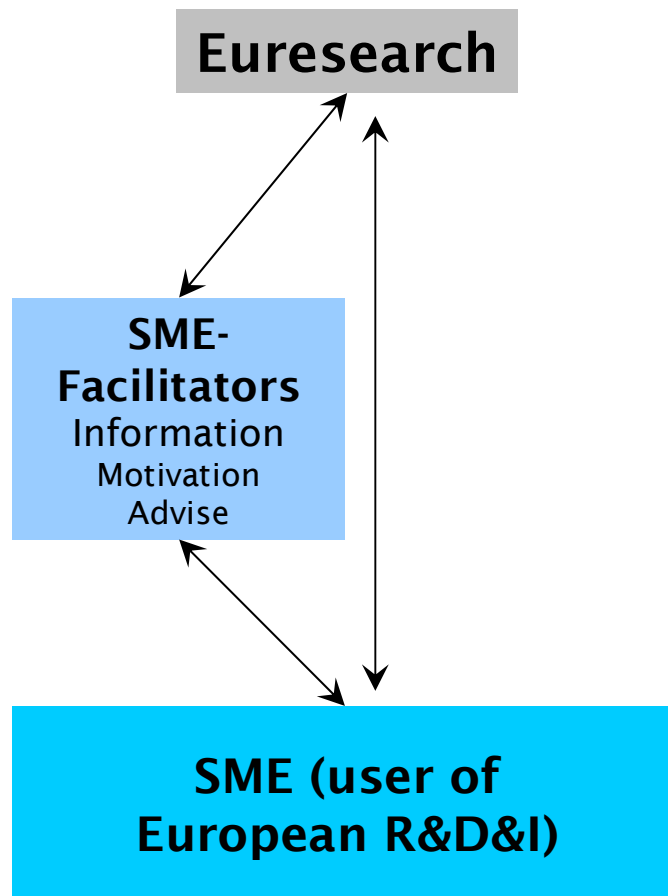 Euresearch
SME-
Facilitators
Information
Motivation
Advise
SME (user of
European R&D&I)